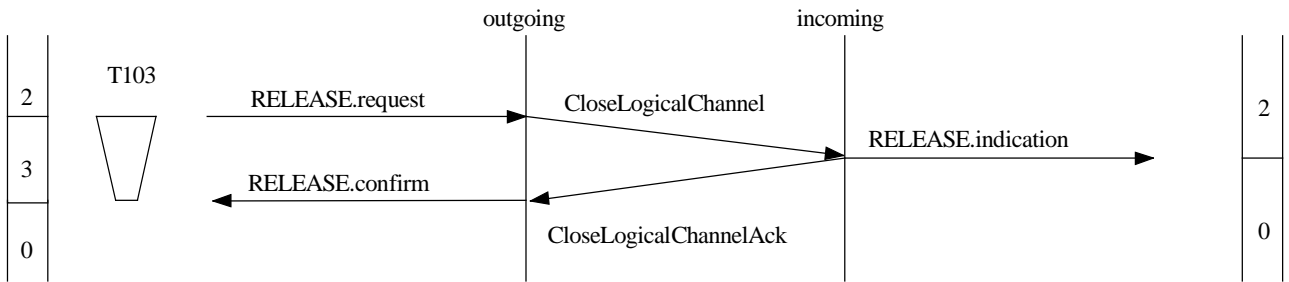 outgoing
incoming
T103
2
RELEASE.request
CloseLogicalChannel
2
RELEASE.indication
3
RELEASE.confirm
CloseLogicalChannelAck
0
0